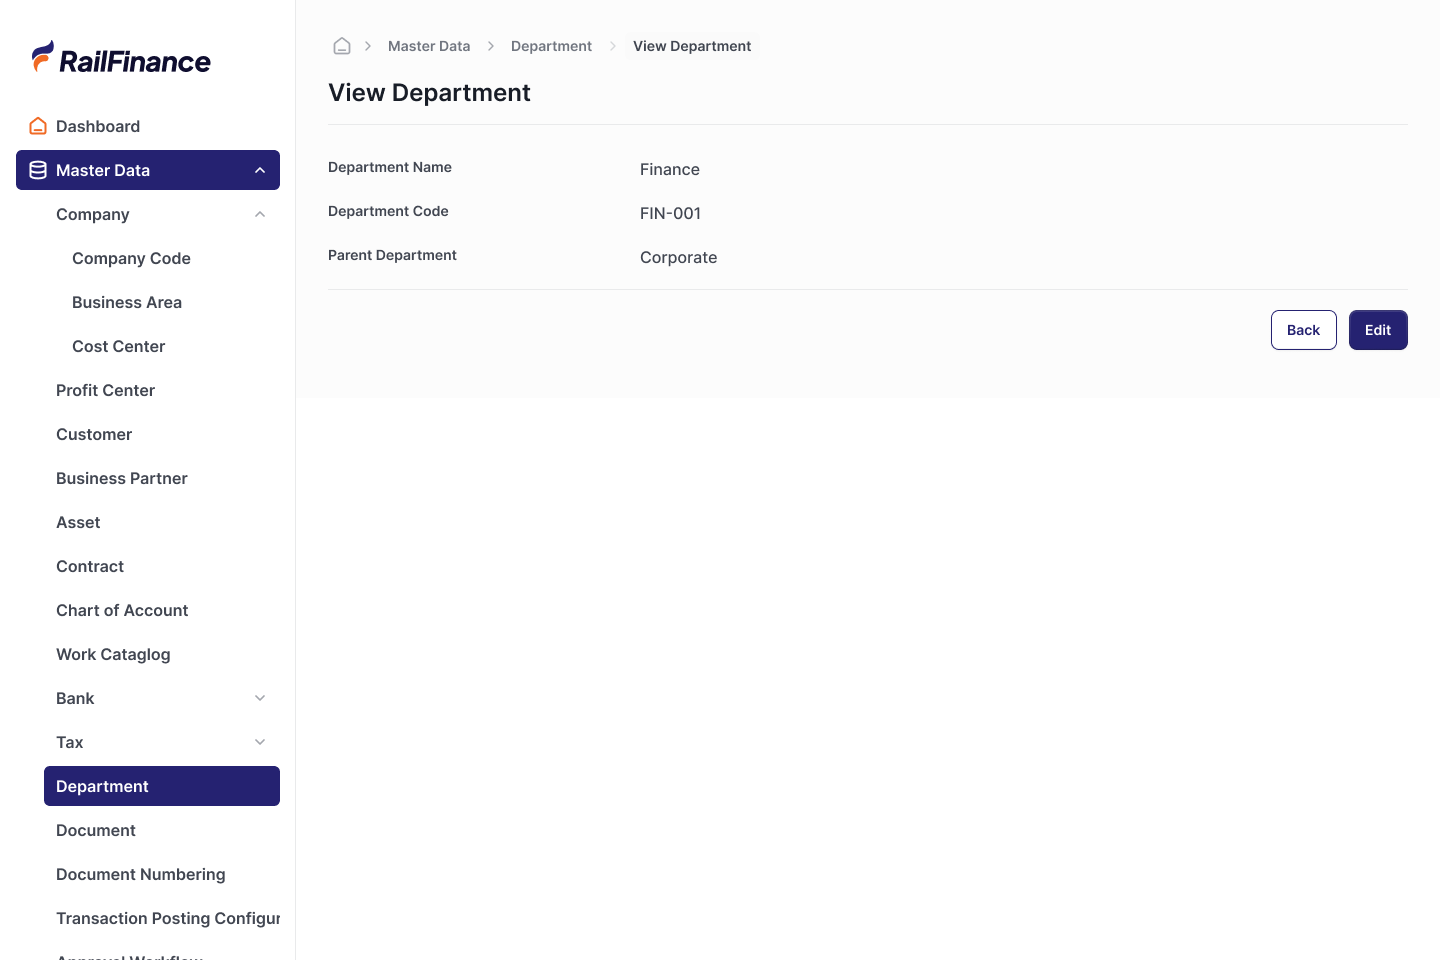 RailFinance
Dashboard
Master Data
Company
Company Code
Business Area
Cost Center
Profit Center
Customer
Business Partner
Asset
Contract
Chart of Account
Work Cataglog
Bank
Tax
Department
Document
Document Numbering
Transaction Posting Configur
Approval Workflow
Master Data
Department
View Department
View Department
Department Name
Finance
Department Code
FIN-001
Parent Department
Corporate
Back
Edit